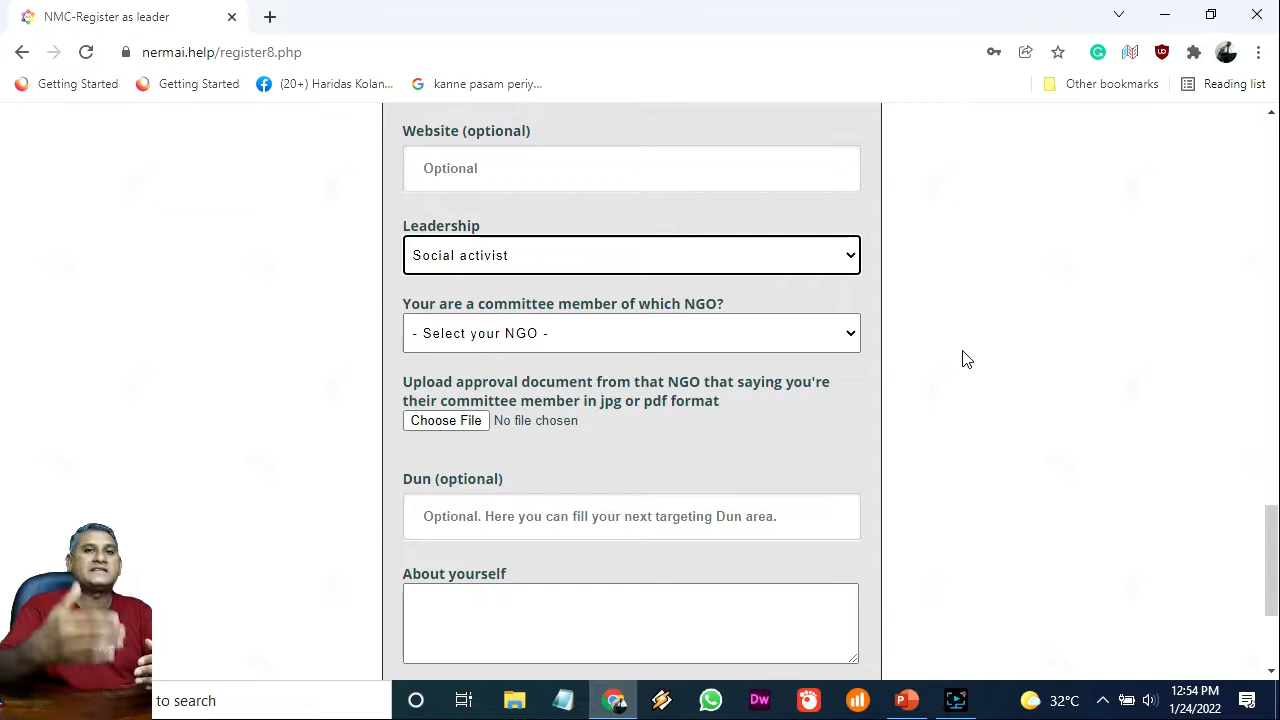 NMC-Register as leader
nermai.help/register8.php
Getting Started
Getting Started
(20+) Haridas Kolan...
kanne pasam periy...
Other bookmarks
Reading list
Website (optional)
Optional
Leadership
Social activist
Your are a committee member of which NGO?
- Select your NGO -
Upload approval document from that NGO that saying you're
their committee member in jpg or pdf format
Choose File No file chosen
Dun (optional)
Optional. Here you can fill your next targeting Dun area.
About yourself
to search
Dw
32°C
12:54 PM
1/24/2022